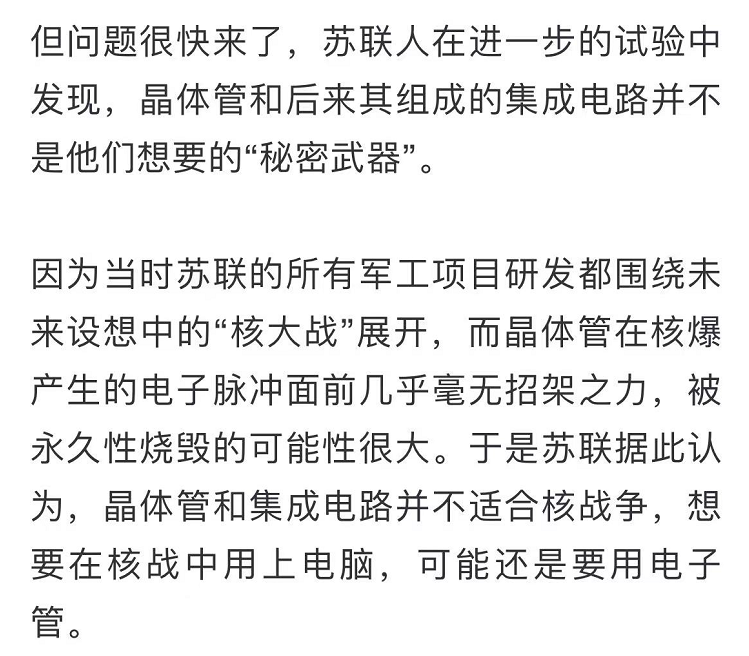 但问题很快来了，苏联人在进一步的试验中
发现，晶体管和后来其组成的集成电路并不
是他们想要的“秘密武器”。
因为当时苏联的所有军工项目研发都围绕未
来设想中的“核大战”展开，而晶体管在核爆
产生的电子脉冲面前几乎毫无招架之力，被
永久性烧毁的可能性很大。于是苏联据此认
为，晶体管和集成电路并不适合核战争，想
要在核战中用上电脑，可能还是要用电子
管。